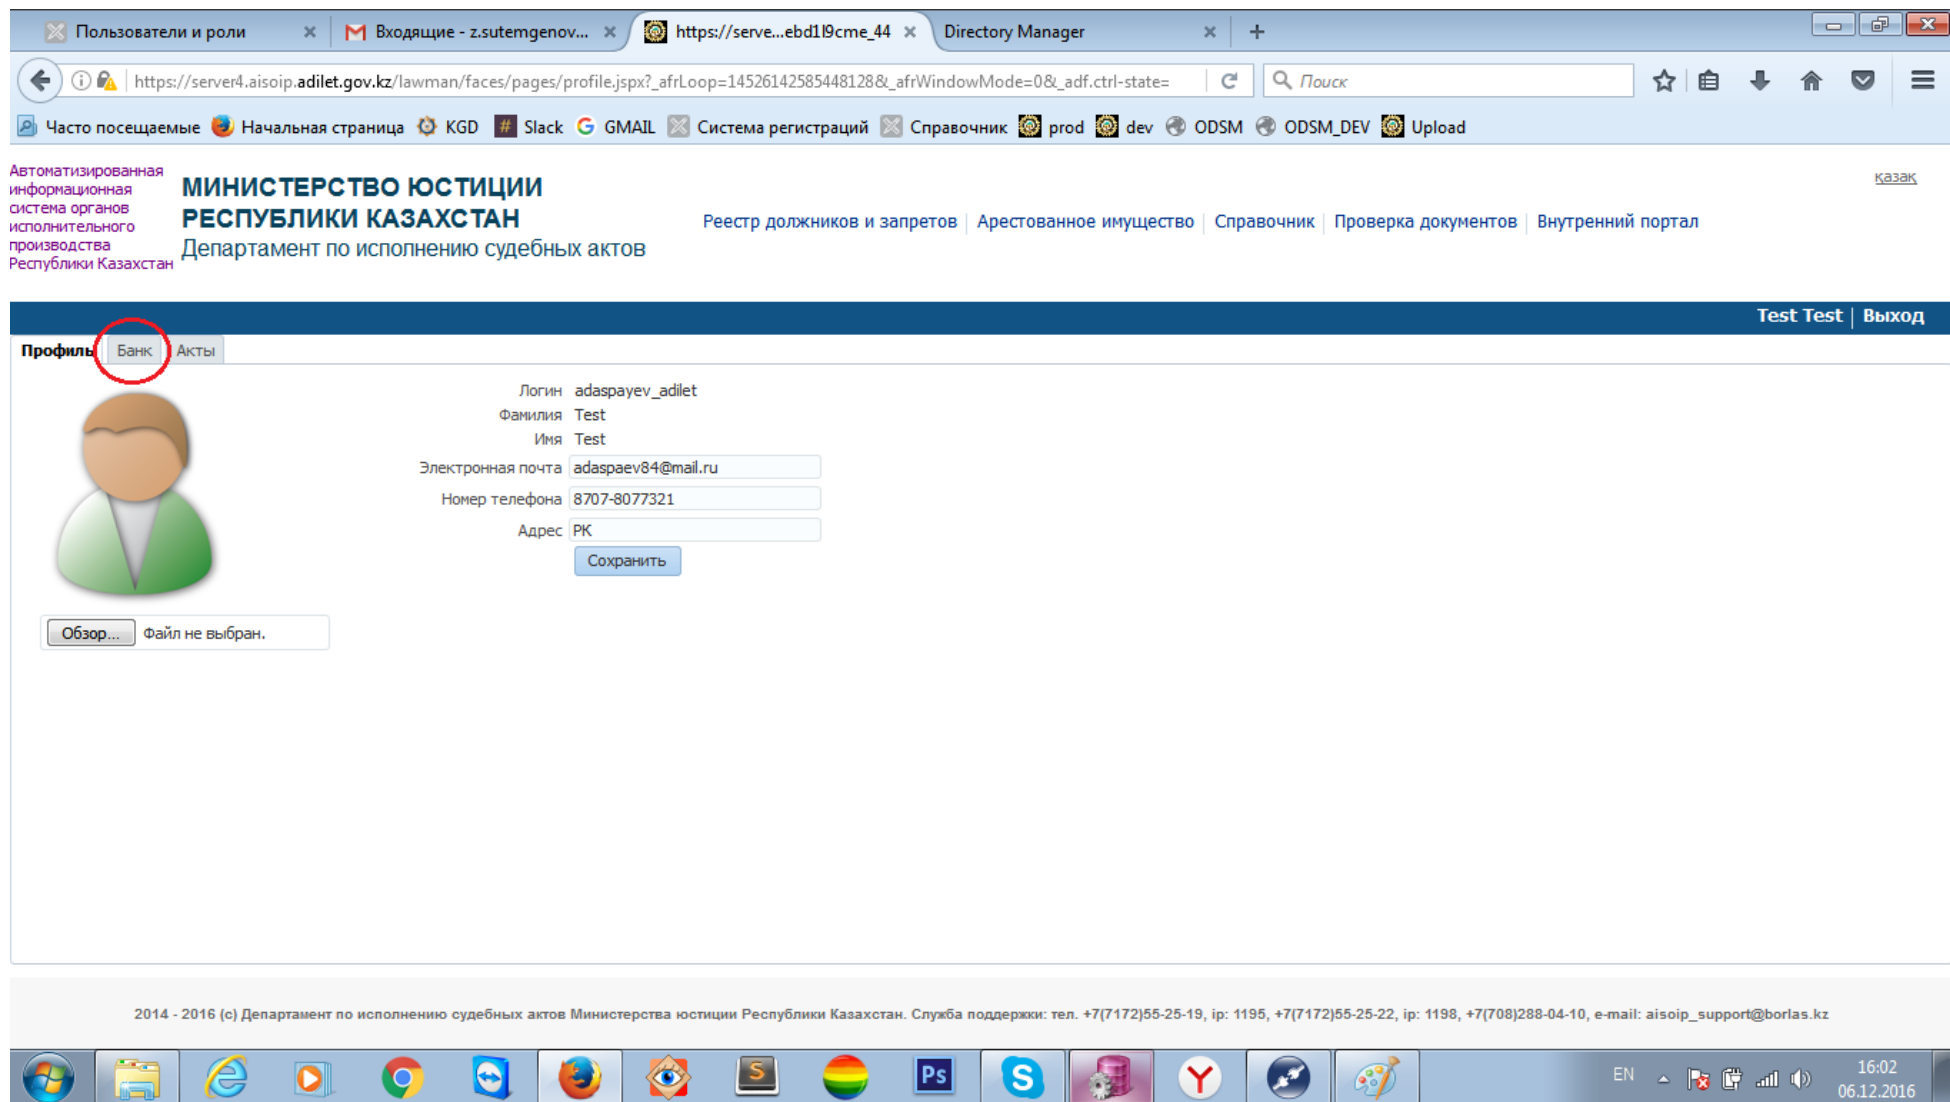 Пользователи и роли
Входящие - z.sutemgenov...
https://serve...ebd1l9cme_44
Directory Manager
https://server4.aisoip.adilet.gov.kz/lawman/faces/pages/profile.jspx?_afrLoop=14526142585448128&_afrWindowMode=0&_adf.ctrl-state=
Поиск
Часто посещаемые Начальная страница KGD # Slack G GMAIL Система регистраций Справочник prod dev ODSM ODSM_DEV Upload
Автоматизированная
информационная
система органов
исполнительного
производства
Республики Казахстан
МИНИСТЕРСТВО ЮСТИЦИИ
РЕСПУБЛИКИ КАЗАХСТАН
Департамент по исполнению судебных актов
Реестр должников и запретов | Арестованное имущество | Справочник | Проверка документов | Внутренний портал
қазақ
Test Test | Выход
Профиль Банк Акты
Логин adaspayev_adilet
Фамилия Test
Имя Test
Электронная почта adaspaev84@mail.ru
Номер телефона 8707-8077321
Адрес РК
Сохранить
Обзор... Файл не выбран.
2014 - 2016 (c) Департамент по исполнению судебных актов Министерства юстиции Республики Казахстан. Служба поддержки: тел. +7(7172)55-25-19, ip: 1195, +7(7172)55-25-22, ip: 1198, +7(708)288-04-10, e-mail: aisoip_support@borlas.kz
S
Ps
S
Y
EN
16:02
06.12.2016